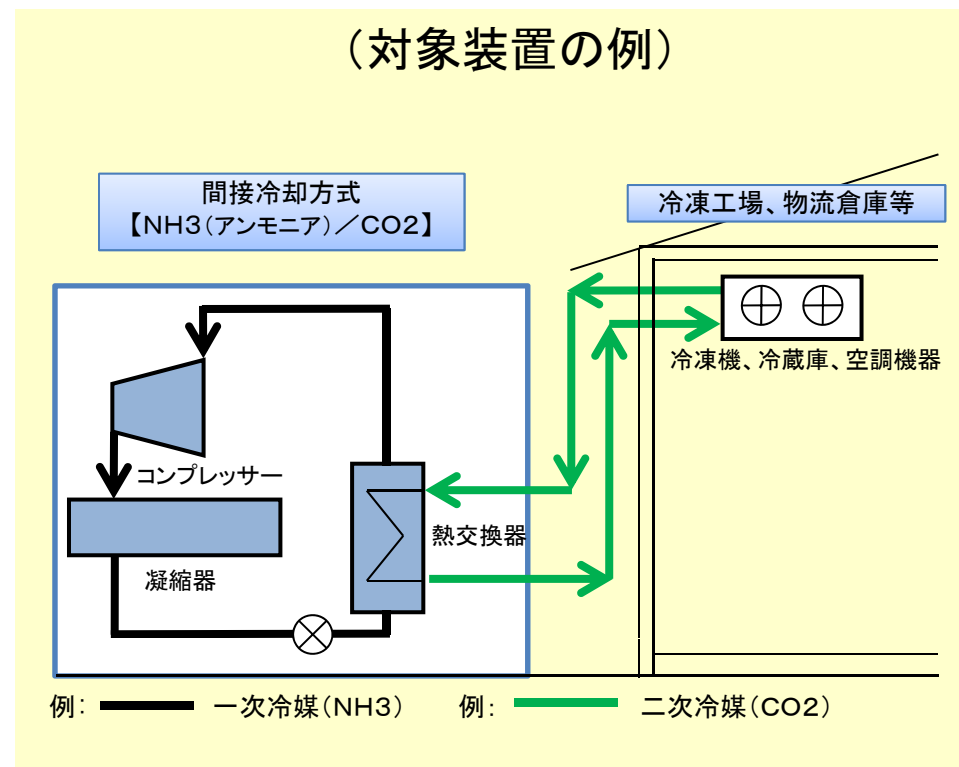 （対象装置の例）
間接冷却方式
【NH3（アンモニア）／CO2】
冷凍工場、物流倉庫等
冷凍機、冷蔵庫、空調機器
コンプレッサー
熱交換器
凝縮器
例： 一次冷媒（NH3） 例： 二次冷媒（CO2）